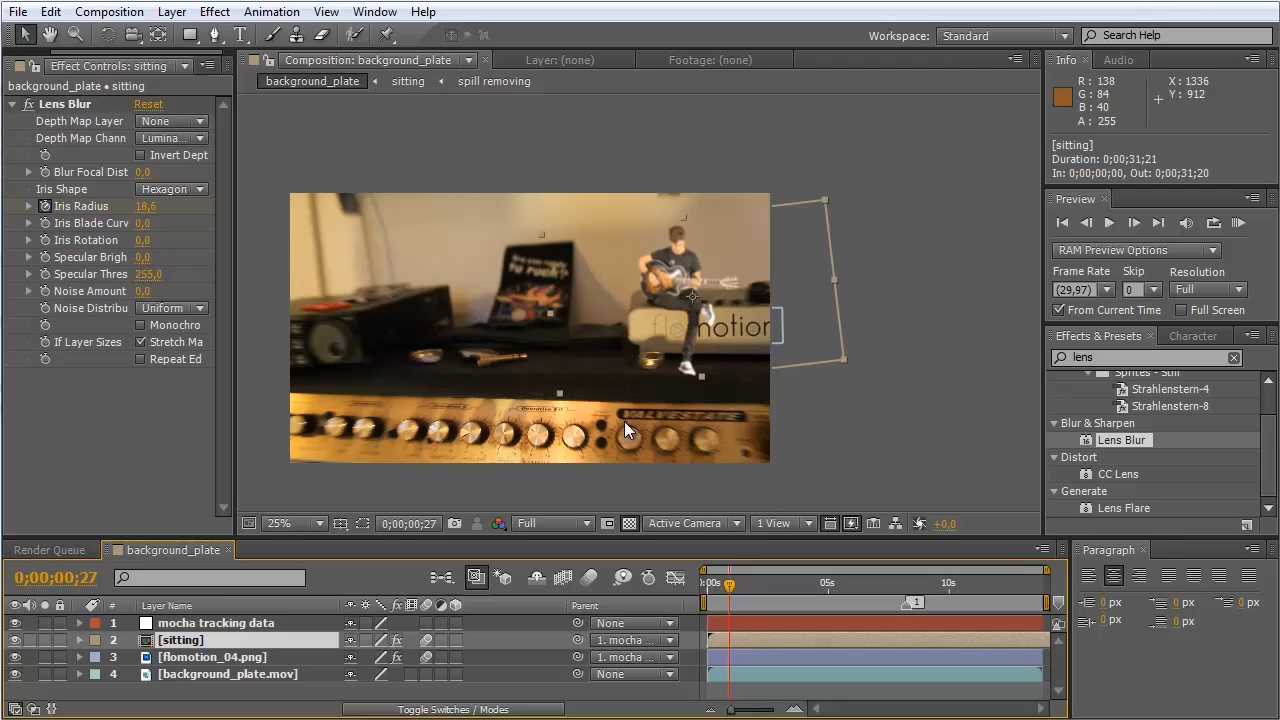 File Edit Composition Layer Effect Animation View Window Help
Workspace: Standard Search Help
Effect Controls: sitting
background_plate • sitting
fx Lens Blur Reset
Depth Map Layer None
Depth Map Chann Lumina...
Invert Dept
Blur Focal Dist 0,0
Iris Shape Hexagon
Iris Radius 18,6
Iris Blade Curv 0,0
Iris Rotation 0,0
Specular Brigh 0,0
Specular Thres 255,0
Noise Amount 0,0
Noise Distribu Uniform
Monochro
If Layer Sizes Stretch Ma
Repeat Ed
Composition: background_plate Layer: (none) Footage: (none)
background_plate sitting spill removing
flomotion
VALVESTATE
25% 0;00;00;27 Full Active Camera 1 View +0,0
Info Audio
R : 138 X : 1336
G : 84 Y : 912
B : 40
A : 255
[sitting]
Duration: 0;00;31;21
In: 0;00;00;00, Out: 0;00;31;20
Preview
RAM Preview Options
Frame Rate Skip Resolution
(29,97) 0 Full
From Current Time Full Screen
Effects & Presets Character
lens
Sprites - Still
Strahlenstern-4
Strahlenstern-8
Blur & Sharpen
Lens Blur
Distort
CC Lens
Generate
Lens Flare
Render Queue background_plate
0;00;00;27
:00s 05s 10s
1
# Layer Name fx Parent
1 mocha tracking data None
2 [sitting] fx 1. mocha ...
3 [flomotion_04.png] fx 1. mocha ...
4 [background_plate.mov] None
Toggle Switches / Modes
Paragraph
0 px 0 px 0 px
0 px 0 px